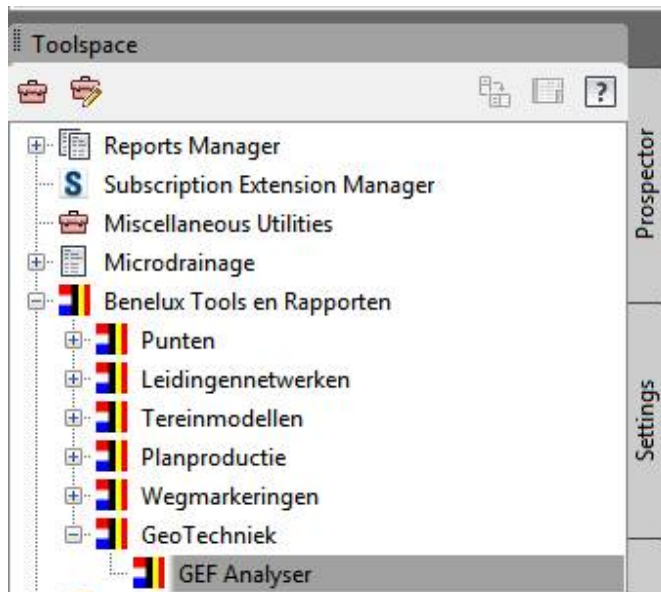 Toolspace
?
Reports Manager
S Subscription Extension Manager
Miscellaneous Utilities
Microdrainage
Benelux Tools en Rapporten
Punten
Leidingennetwerken
Tereinmodellen
Planproductie
Wegmarkeringen
GeoTechniek
GEF Analyser
Prospector
Settings